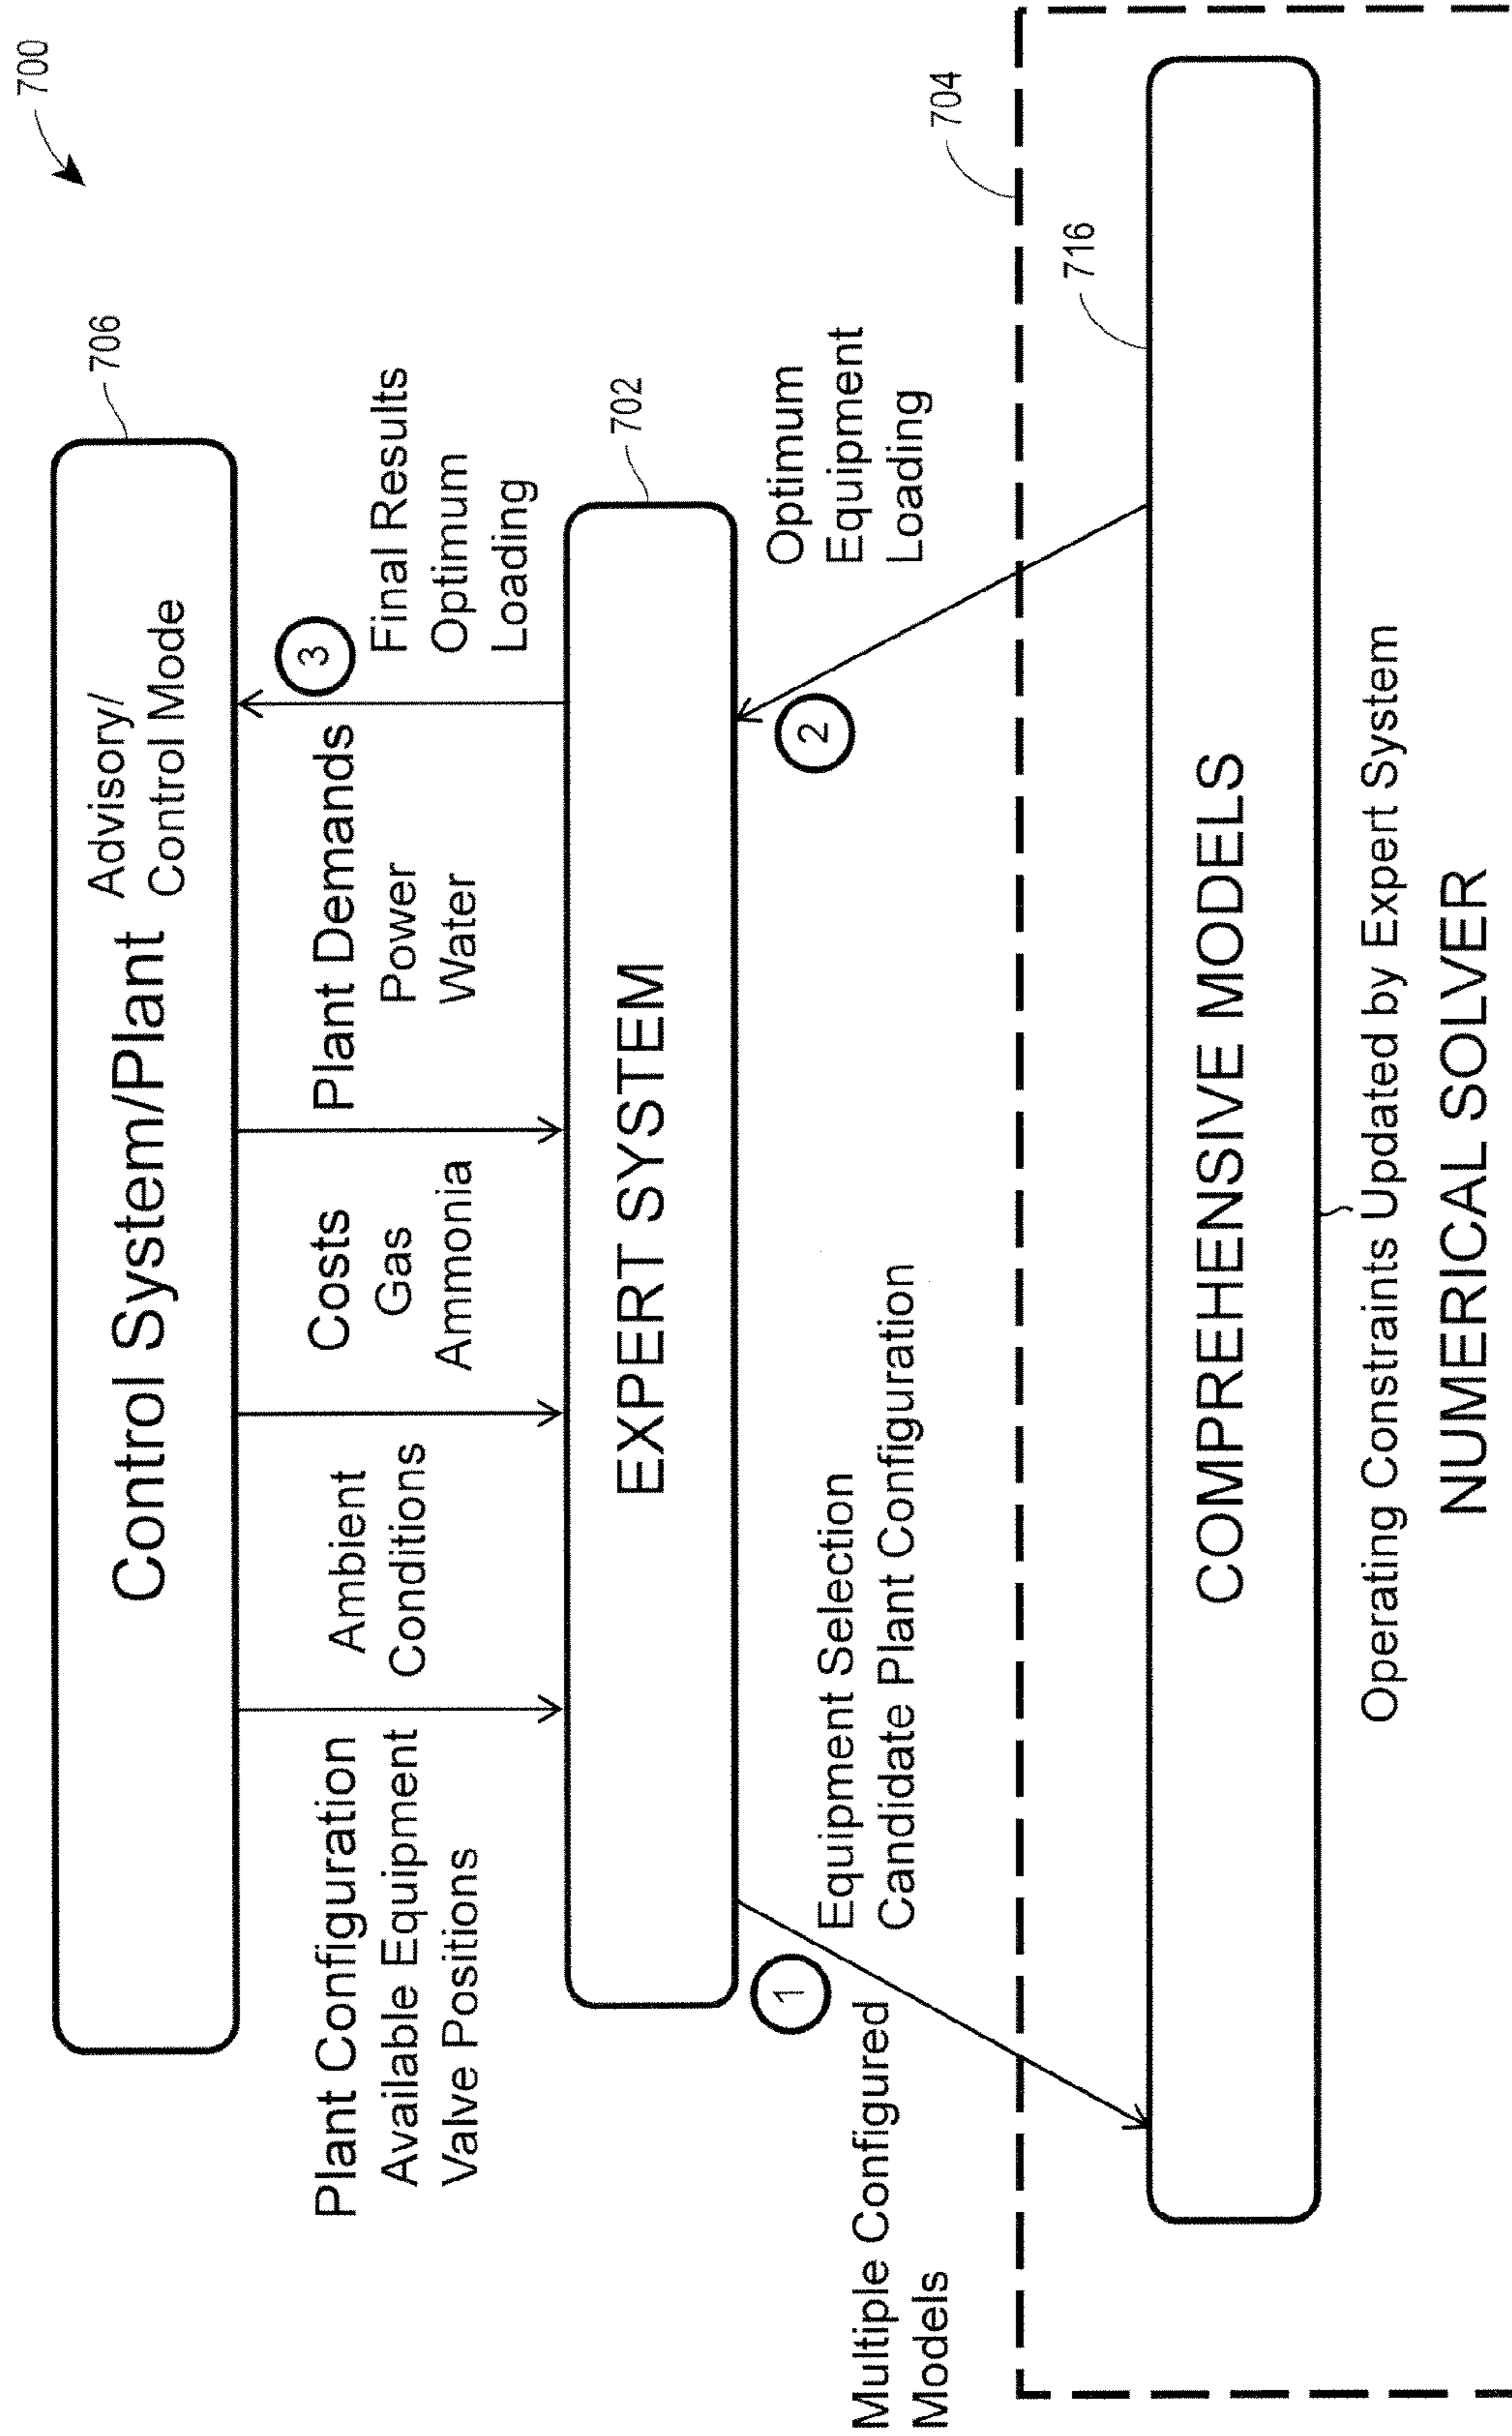 700
706
Control System/Plant
Advisory/
Control Mode
Plant Configuration
Available Equipment
Valve Positions
Ambient
Conditions
Costs
Gas
Ammonia
Plant Demands
Power
Water
3
Final Results
Optimum
Loading
702
EXPERT SYSTEM
1
Multiple Configured
Models
Equipment Selection
Candidate Plant Configuration
2
Optimum
Equipment
Loading
704
716
COMPREHENSIVE MODELS
Operating Constraints Updated by Expert System
NUMERICAL SOLVER